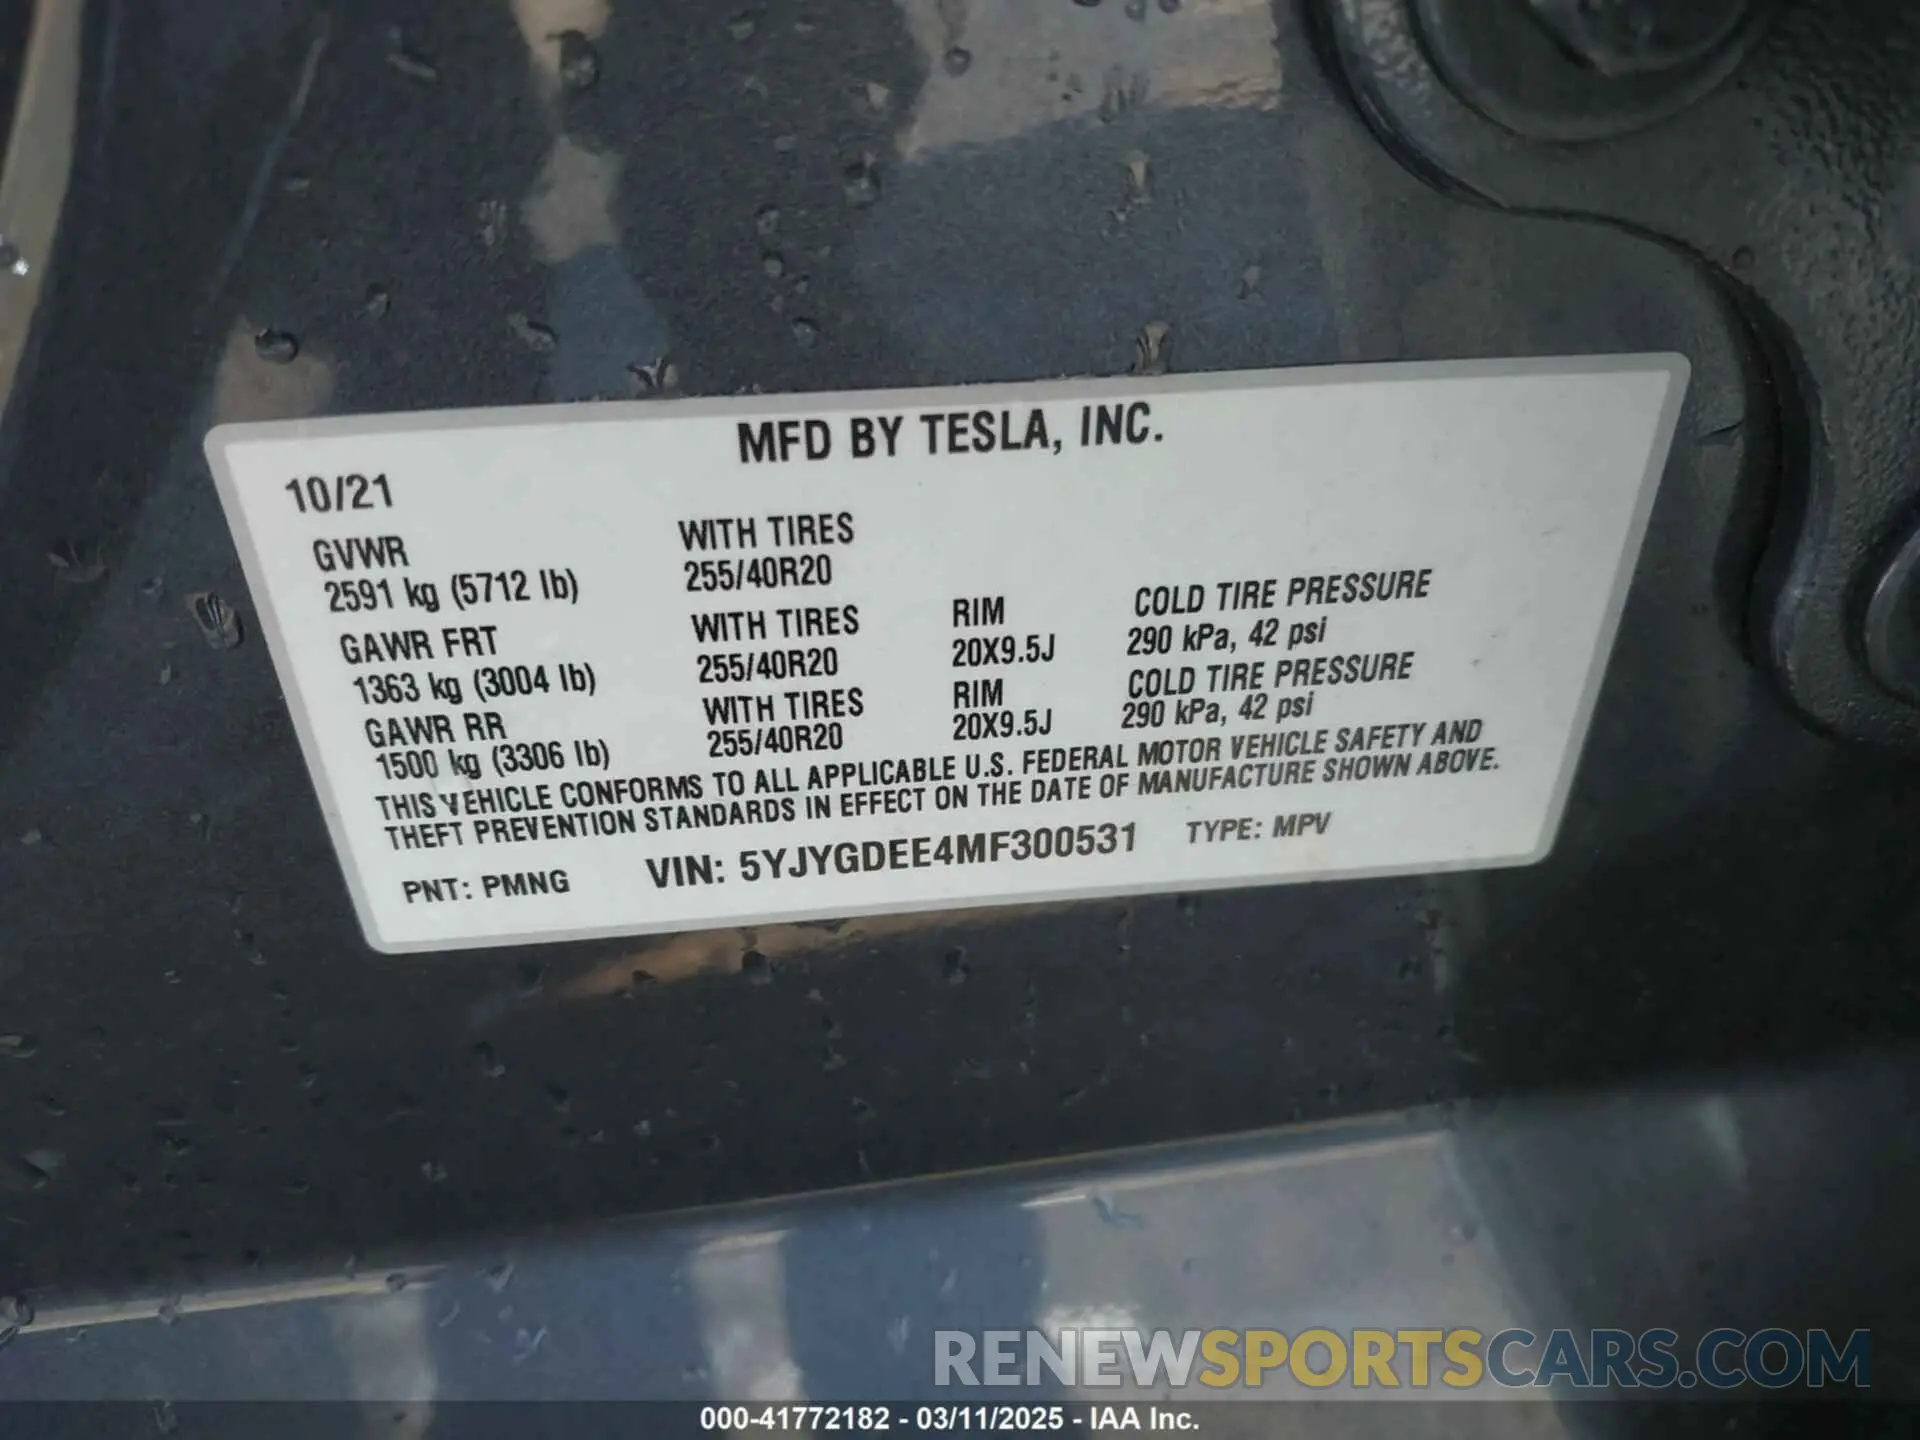 MFD BY TESLA, INC.
10/21
GVWR WITH TIRES
2591 kg (5712 lb) 255/40R20
GAWR FRT WITH TIRES RIM COLD TIRE PRESSURE
1363 kg (3004 lb) 255/40R20 20X9.5J 290 kPa, 42 psi
GAWR RR WITH TIRES RIM COLD TIRE PRESSURE
1500 kg (3306 lb) 255/40R20 20X9.5J 290 kPa, 42 psi
THIS VEHICLE CONFORMS TO ALL APPLICABLE U.S. FEDERAL MOTOR VEHICLE SAFETY AND
THEFT PREVENTION STANDARDS IN EFFECT ON THE DATE OF MANUFACTURE SHOWN ABOVE.
PNT: PMNG VIN: 5YJYGDEE4MF300531 TYPE: MPV
RENEWSPORTSCARS.COM
000-41772182 - 03/11/2025 - IAA Inc.